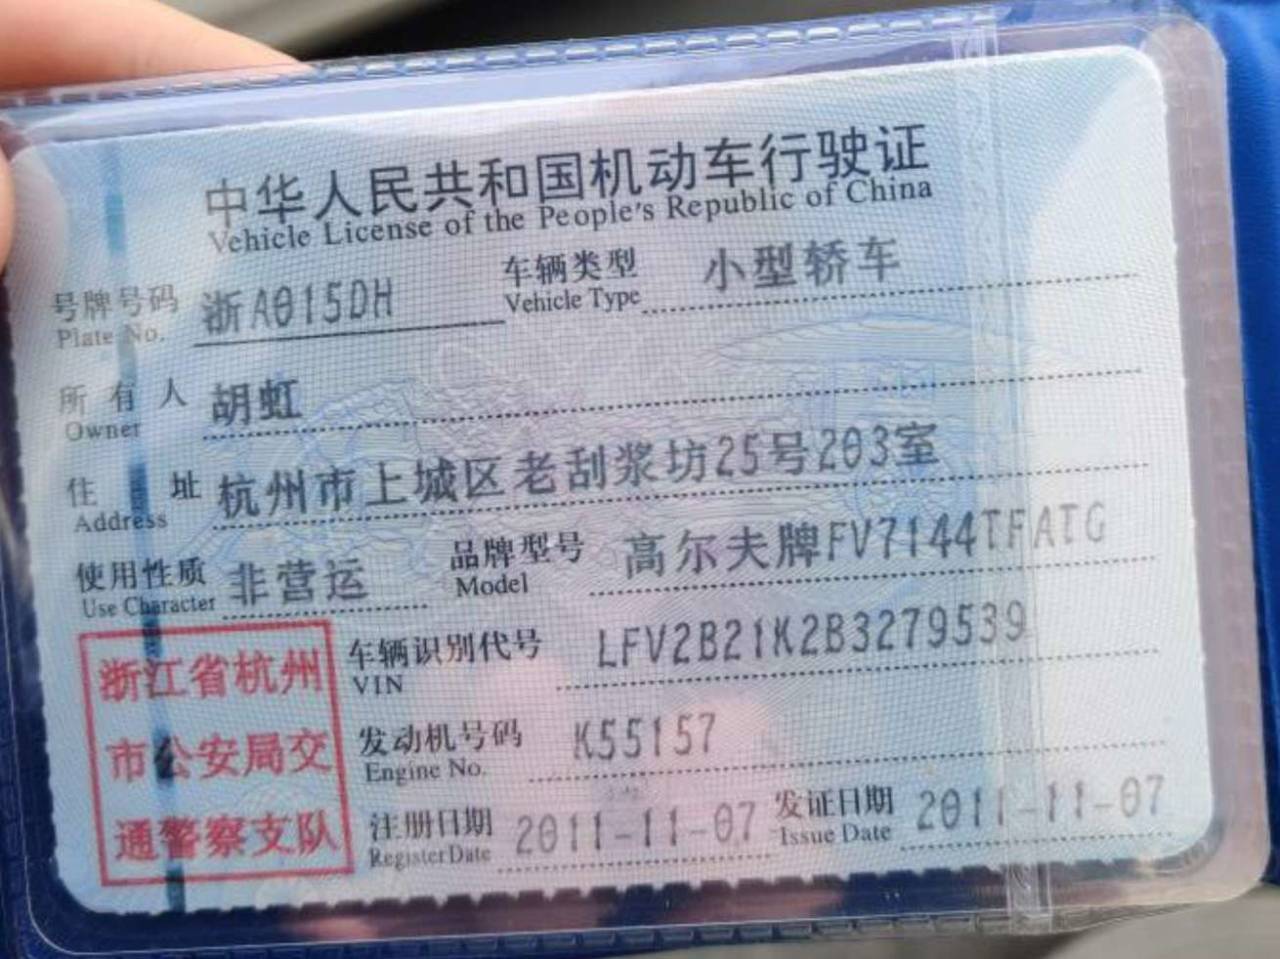 中华人民共和国机动车行驶证
Vehicle License of the People's Republic of China
号牌号码 浙A015DH 车辆类型 小型轿车
Plate No. Vehicle Type
所有人 胡虹
Owner
住址 杭州市上城区老刮浆坊25号203室
Address
使用性质 非营运 品牌型号 高尔夫牌FV7144TFATG
Use Character Model
浙江省杭州 车辆识别代号 LFV2B21K2B3279539
VIN
市公安局交 发动机号码 K55157
Engine No.
通警察支队 注册日期 2011-11-07 发证日期 2011-11-07
Register Date Issue Date